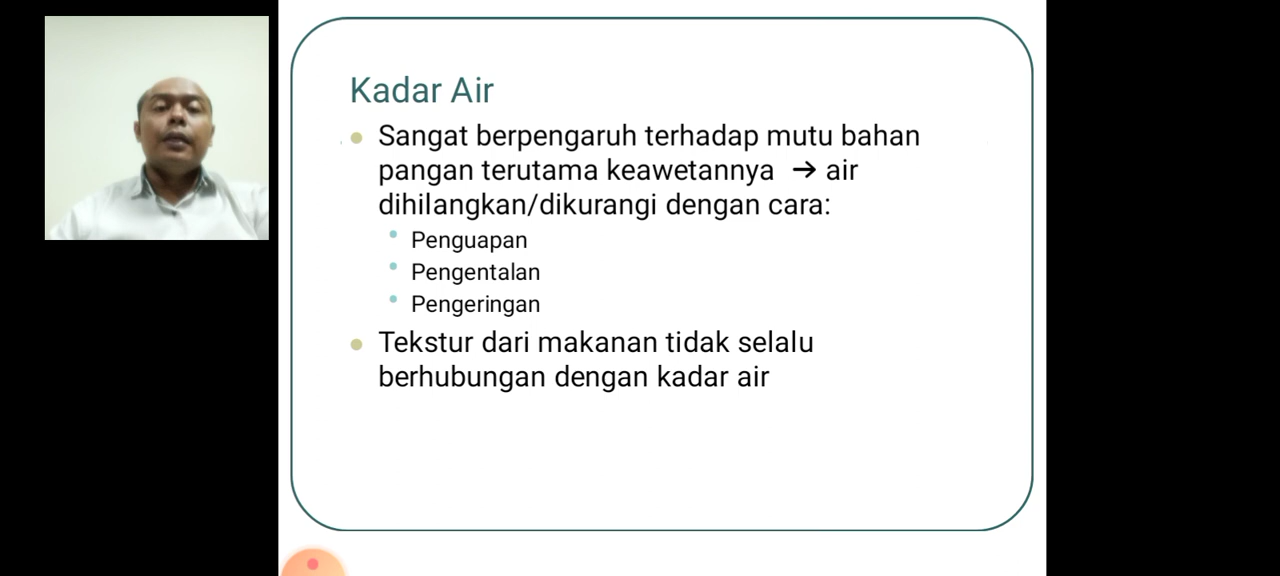 Kadar Air
Sangat berpengaruh terhadap mutu bahan
pangan terutama keawetannya → air
dihilangkan/dikurangi dengan cara:
Penguapan
Pengentalan
Pengeringan
Tekstur dari makanan tidak selalu
berhubungan dengan kadar air